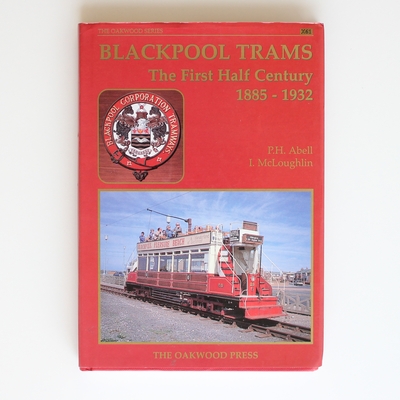 THE OAKWOOD SERIES
BLACKPOOL TRAMS
The First Half Century
1885 - 1932
BLACKPOOL CORPORATION TRAMWAYS
P.H. Abell
I. McLoughlin
THE OAKWOOD PRESS